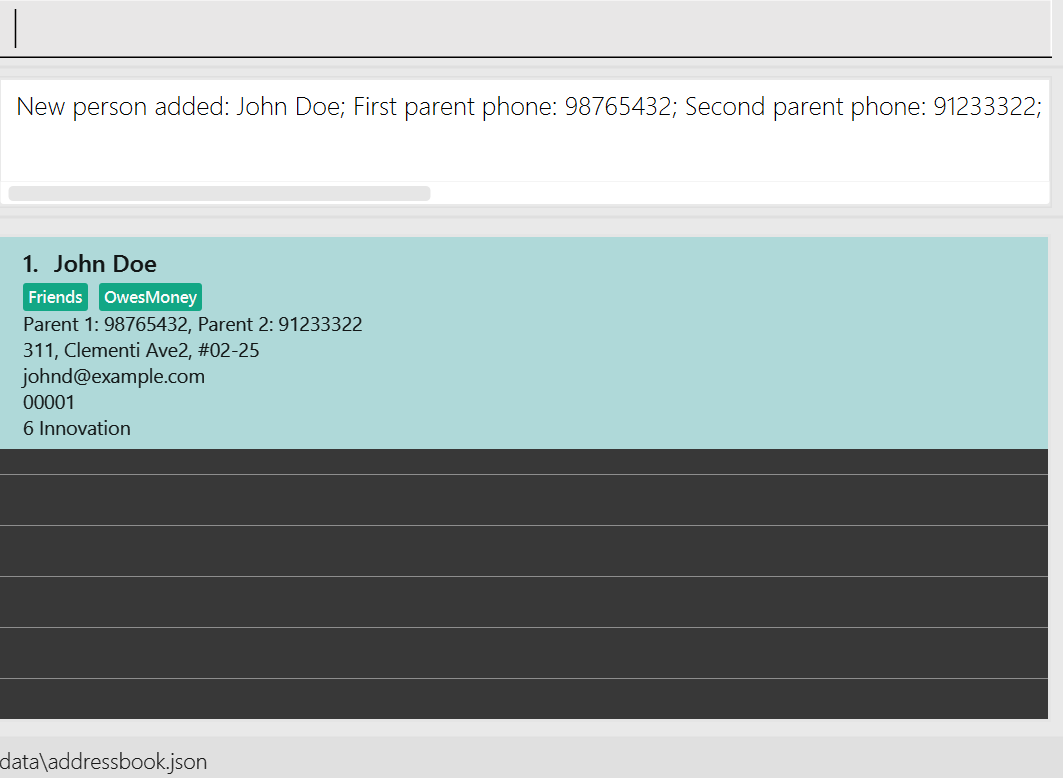 New person added: John Doe; First parent phone: 98765432; Second parent phone: 91233322;
1. John Doe
Friends OwesMoney
Parent 1: 98765432, Parent 2: 91233322
311, Clementi Ave2, #02-25
johnd@example.com
00001
6 Innovation
data\addressbook.json